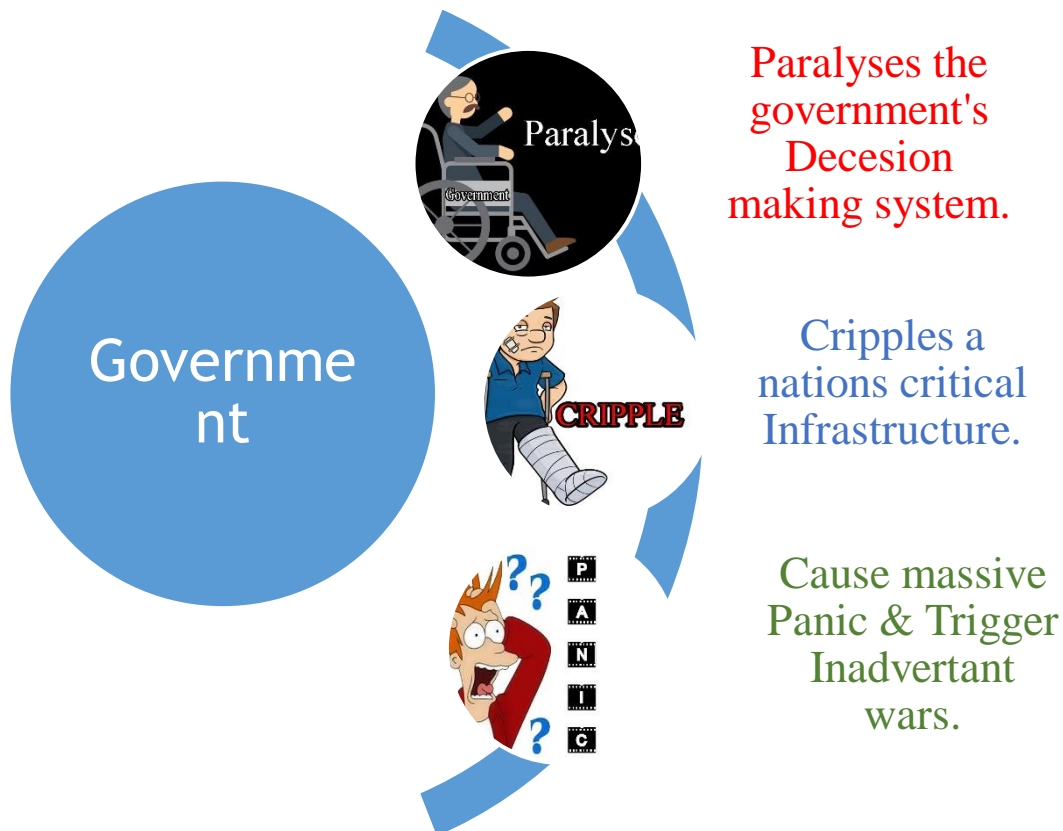 Governme
nt
Paralyse
Government
Paralyses the
government's
Decesion
making system.
CRIPPLE
Cripples a
nations critical
Infrastructure.
? ?
?
P
A
N
I
C
Cause massive
Panic & Trigger
Inadvertant
wars.